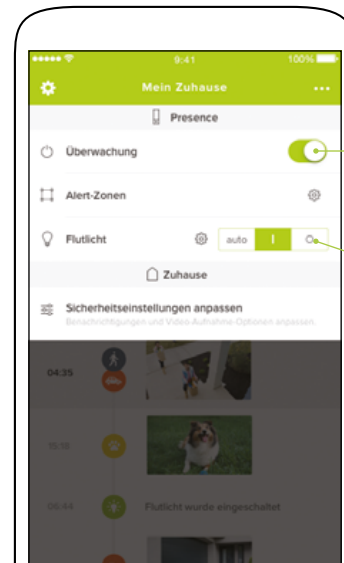 9:41 100%
Mein Zuhause
Presence
Überwachung
Alert-Zonen
Flutlicht auto I O
Zuhause
Sicherheitseinstellungen anpassen
Benachrichtigungen und Video-Aufnahme-Optionen anpassen.
04:35
15:18
06:44 Flutlicht wurde eingeschaltet